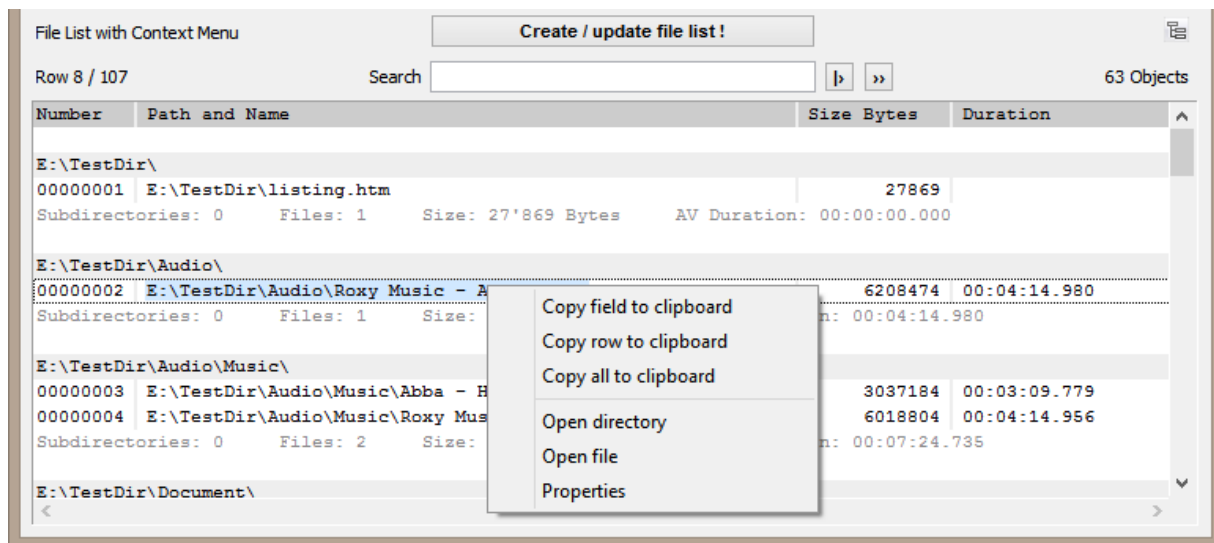 File List with Context Menu Create / update file list !
Row 8 / 107 Search 63 Objects
Number Path and Name Size Bytes Duration
E:\TestDir\
00000001 E:\TestDir\listing.htm 27869
Subdirectories: 0 Files: 1 Size: 27'869 Bytes AV Duration: 00:00:00.000
E:\TestDir\Audio\
00000002 E:\TestDir\Audio\Roxy Music - A 6208474 00:04:14.980
Subdirectories: 0 Files: 1 Size: n: 00:04:14.980
E:\TestDir\Audio\Music\
00000003 E:\TestDir\Audio\Music\Abba - H 3037184 00:03:09.779
00000004 E:\TestDir\Audio\Music\Roxy Mus 6018804 00:04:14.956
Subdirectories: 0 Files: 2 Size: n: 00:07:24.735
E:\TestDir\Document\
Copy field to clipboard
Copy row to clipboard
Copy all to clipboard
Open directory
Open file
Properties